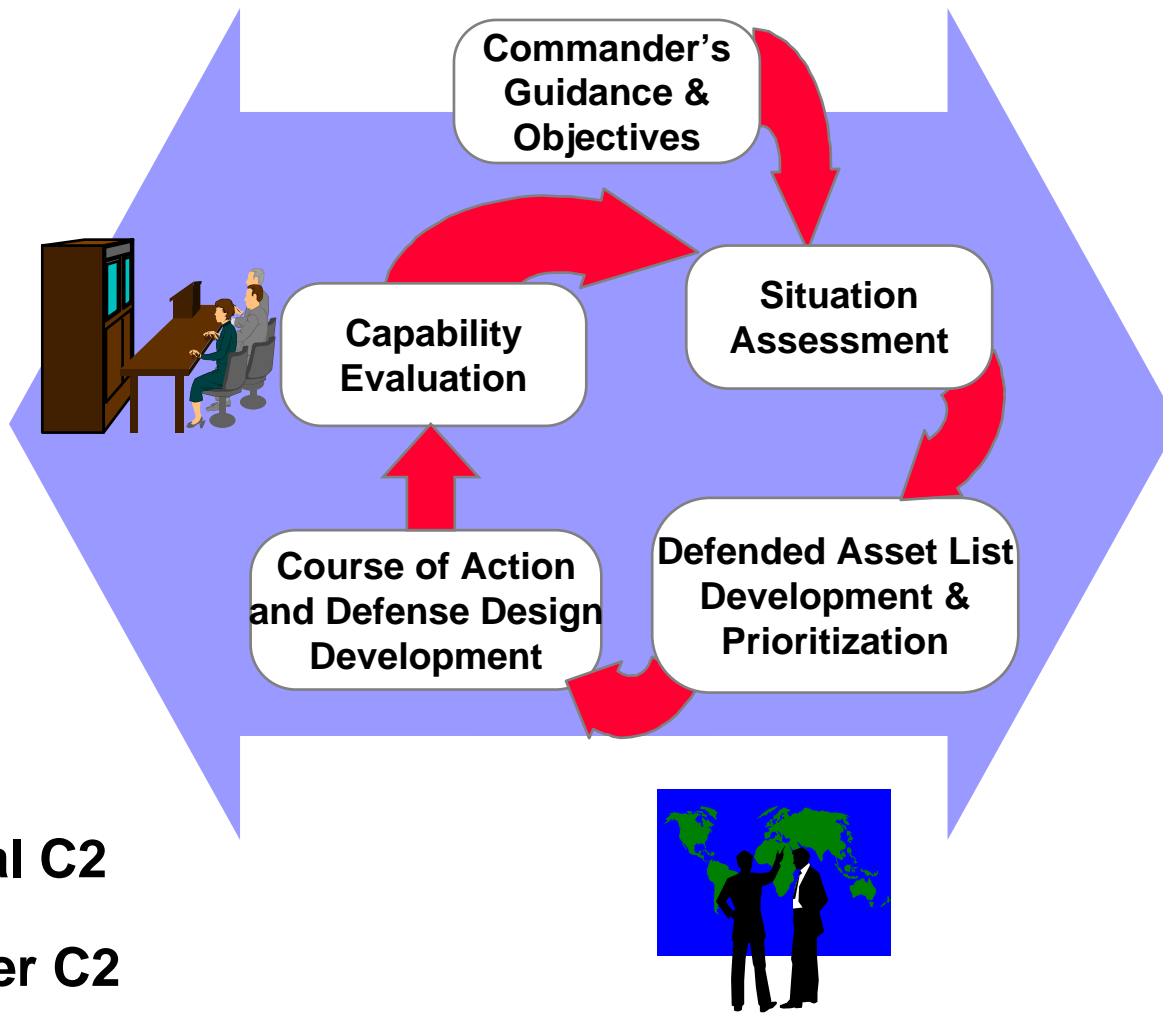 Commander’s
Guidance &
Objectives
Situation
Assessment
Capability
Evaluation
Defended Asset List
Development &
Prioritization
Course of Action
and Defense Design
Development
al C2
er C2